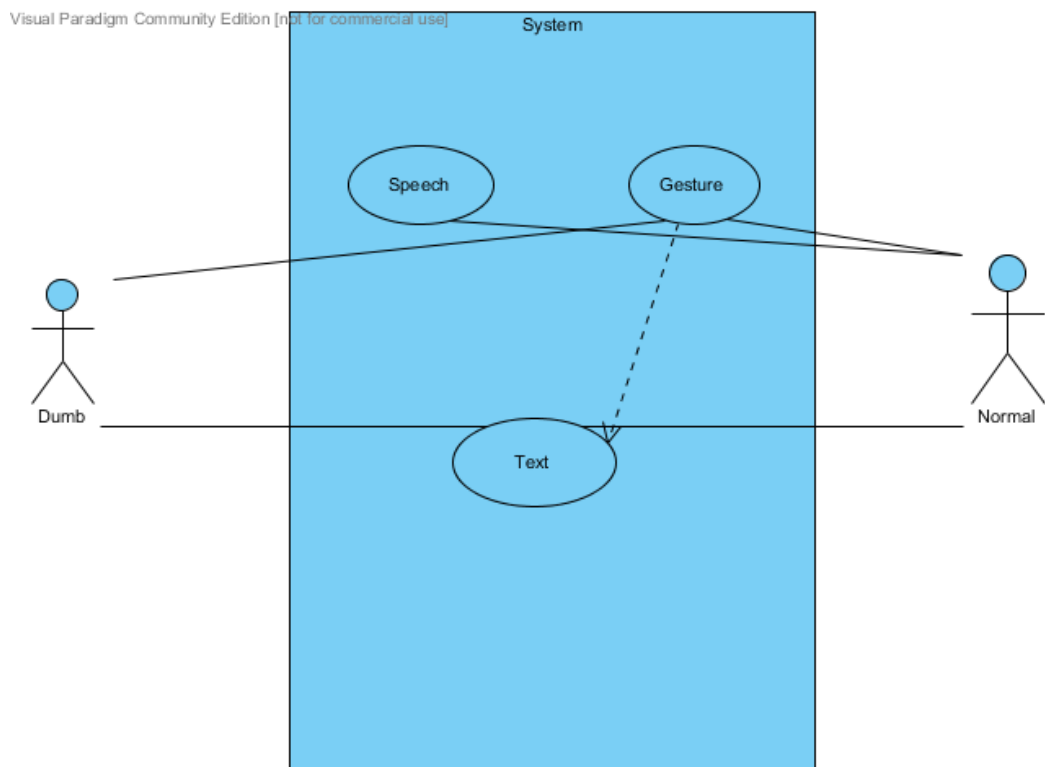 Visual Paradigm Community Edition [not for commercial use]
System
Speech
Gesture
Dumb
Normal
Text